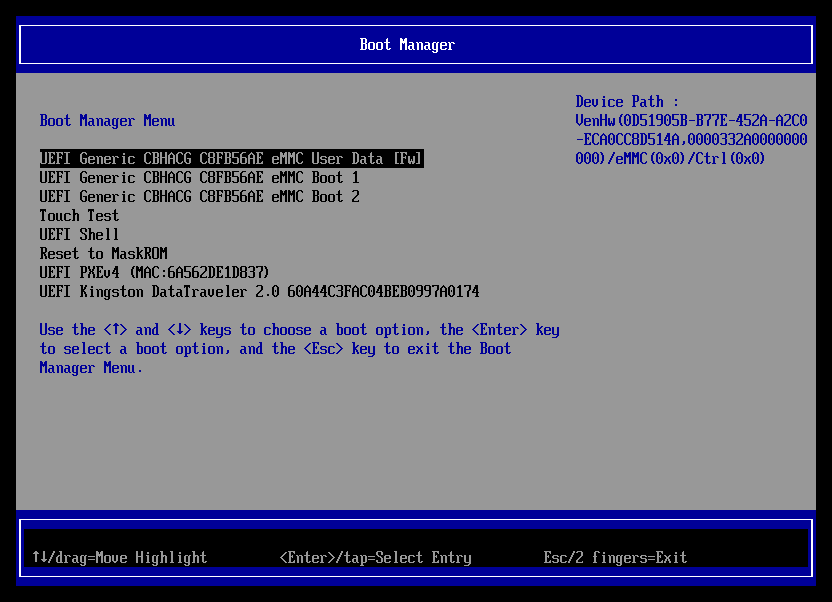 Boot Manager
Device Path :
Boot Manager Menu
VenHw(0D51905B-B77E-452A-A2C0
-ECA0CC8D514A,0000332A0000000
000)/eMMC(0x0)/Ctrl(0x0)
UEFI Generic CBHACG C8FB56AE eMMC User Data [Fw]
UEFI Generic CBHACG C8FB56AE eMMC Boot 1
UEFI Generic CBHACG C8FB56AE eMMC Boot 2
Touch Test
UEFI Shell
Reset to MaskROM
UEFI PXEv4 (MAC:6A562DE1D837)
UEFI Kingston DataTraveler 2.0 60A44C3FAC04BEB0997A0174
Use the <↑> and <↓> keys to choose a boot option, the <Enter> key
to select a boot option, and the <Esc> key to exit the Boot
Manager Menu.
↑↓/drag=Move Highlight <Enter>/tap=Select Entry Esc/2 fingers=Exit